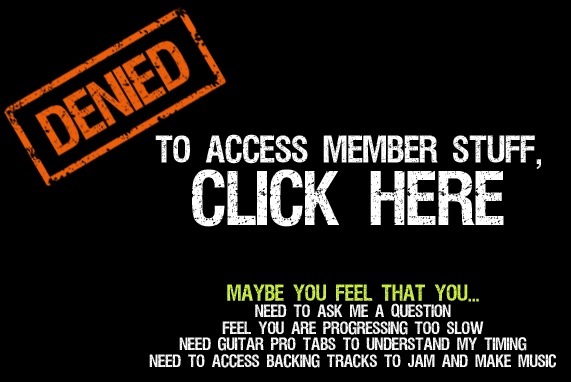 DENIED
TO ACCESS MEMBER STUFF,
CLICK HERE
MAYBE YOU FEEL THAT YOU...
NEED TO ASK ME A QUESTION
FEEL YOU ARE PROGRESSING TOO SLOW
NEED GUITAR PRO TABS TO UNDERSTAND MY TIMING
NEED TO ACCESS BACKING TRACKS TO JAM AND MAKE MUSIC